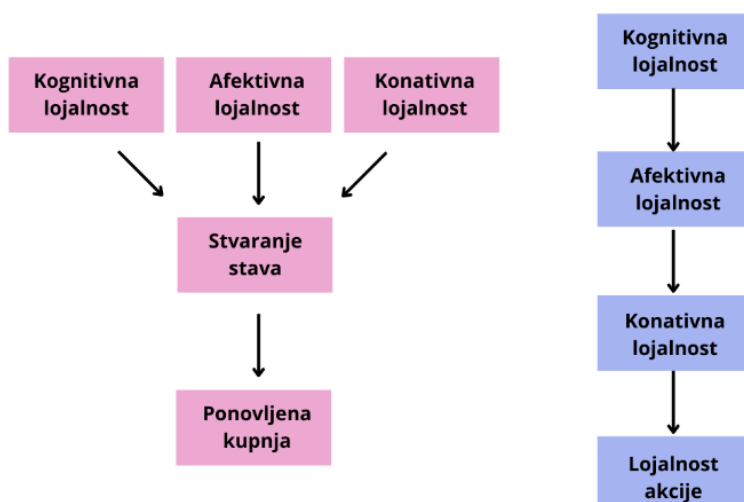 Kognitivna
lojalnost
Afektivna
lojalnost
Konativna
lojalnost
Stvaranje
stava
Ponovljena
kupnja
Kognitivna
lojalnost
Afektivna
lojalnost
Konativna
lojalnost
Lojalnost
akcije